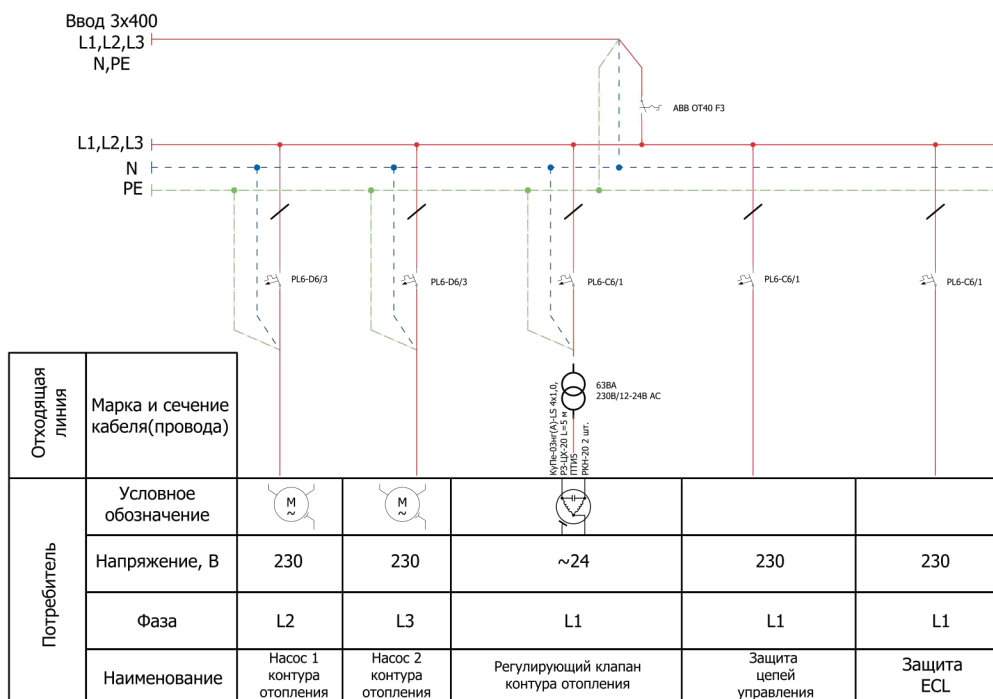 Ввод 3х400
L1,L2,L3
N,PE
ABB OT40 F3
L1,L2,L3
N
PE
PL6-D6/3
PL6-D6/3
PL6-C6/1
PL6-C6/1
PL6-C6/1
Отходящая
линия
Марка и сечение
кабеля(провода)
КуПе-03нг(А)-LS 4х1,0,
РЗ-ЦХ-20 L=5 м
ПТИ5
РКН-20 2 шт.
63ВА
230В/12-24В АС
Потребитель
Условное
обозначение
M
~
M
~
Напряжение, В
230
230
~24
230
230
Фаза
L2
L3
L1
L1
L1
Наименование
Насос 1
контура
отопления
Насос 2
контура
отопления
Регулирующий клапан
контура отопления
Защита
цепей
управления
Защита
ECL